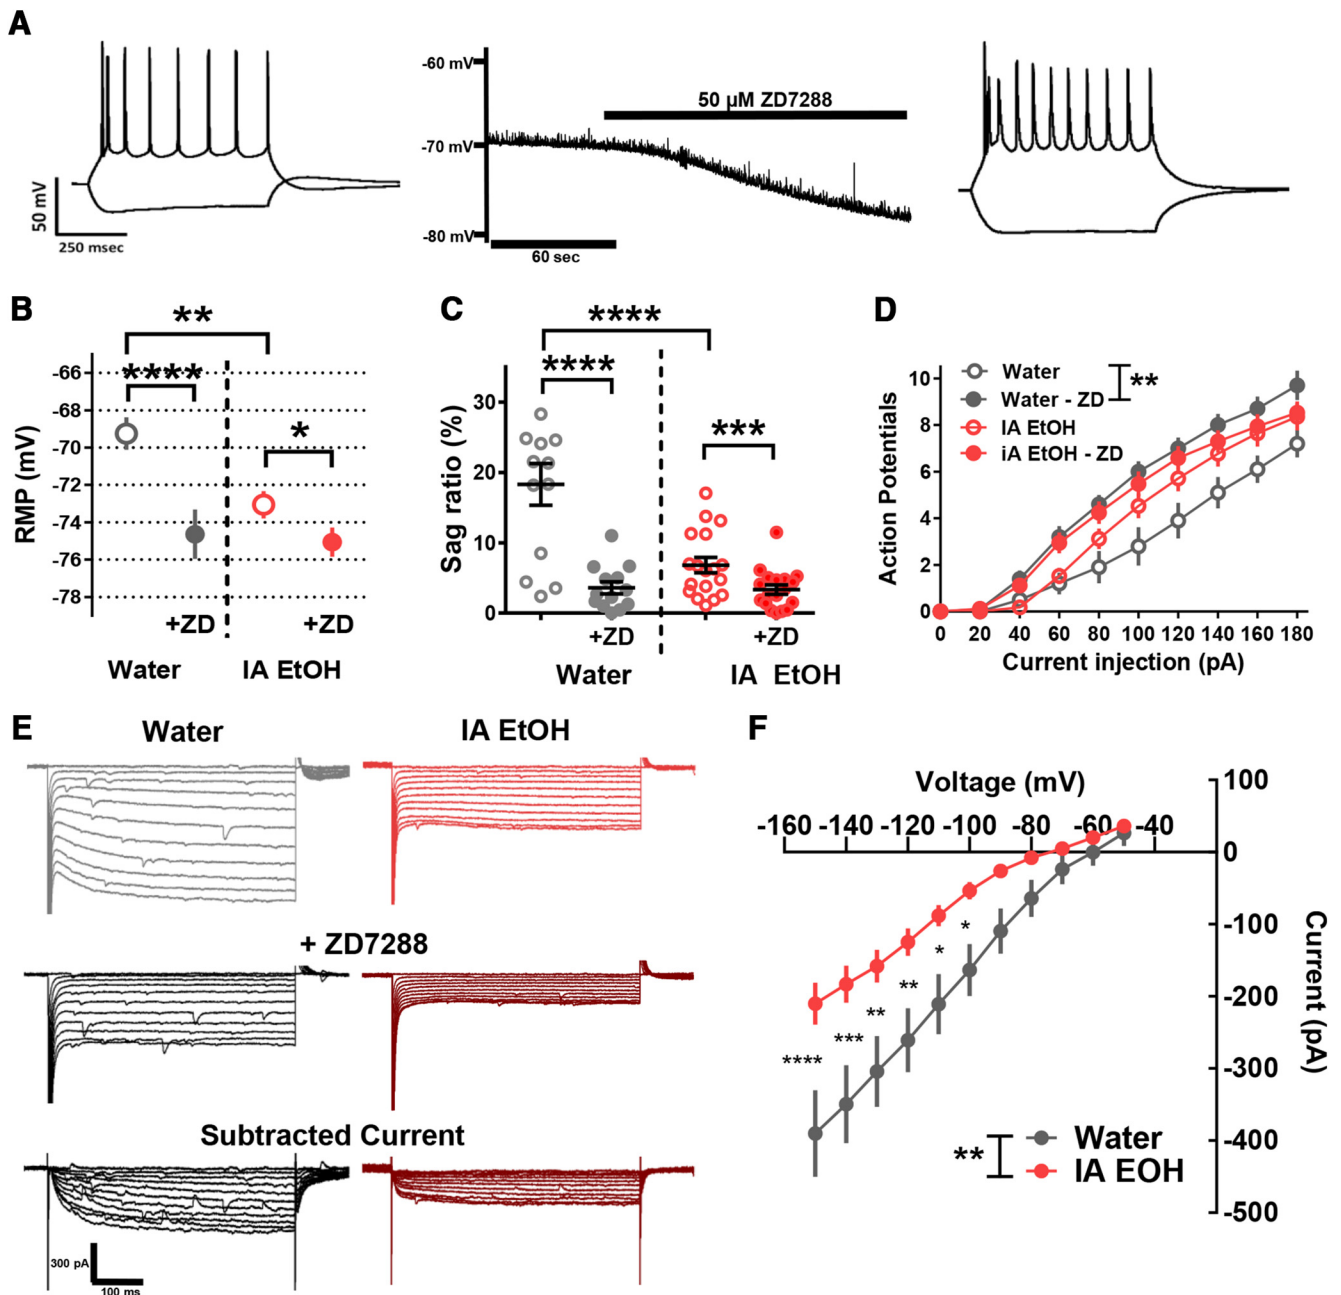 A
50 mV
250 msec
-60 mV
-70 mV
-80 mV
50 µM ZD7288
60 sec
B
**
****
*
RMP (mV)
-66
-68
-70
-72
-74
-76
-78
+ZD
+ZD
Water
IA EtOH
C
****
****
***
Sag ratio (%)
30
20
10
0
+ZD
+ZD
Water
IA EtOH
D
Water
Water - ZD
IA EtOH
iA EtOH - ZD
**
Action Potentials
10
8
6
4
2
0
0 20 40 60 80 100 120 140 160 180
Current injection (pA)
E
Water
IA EtOH
+ ZD7288
Subtracted Current
300 pA
100 ms
F
Voltage (mV)
-160 -140 -120 -100 -80 -60 -40
100
0
-100
-200
-300
-400
-500
Current (pA)
*
*
**
**
***
****
**
Water
IA EOH